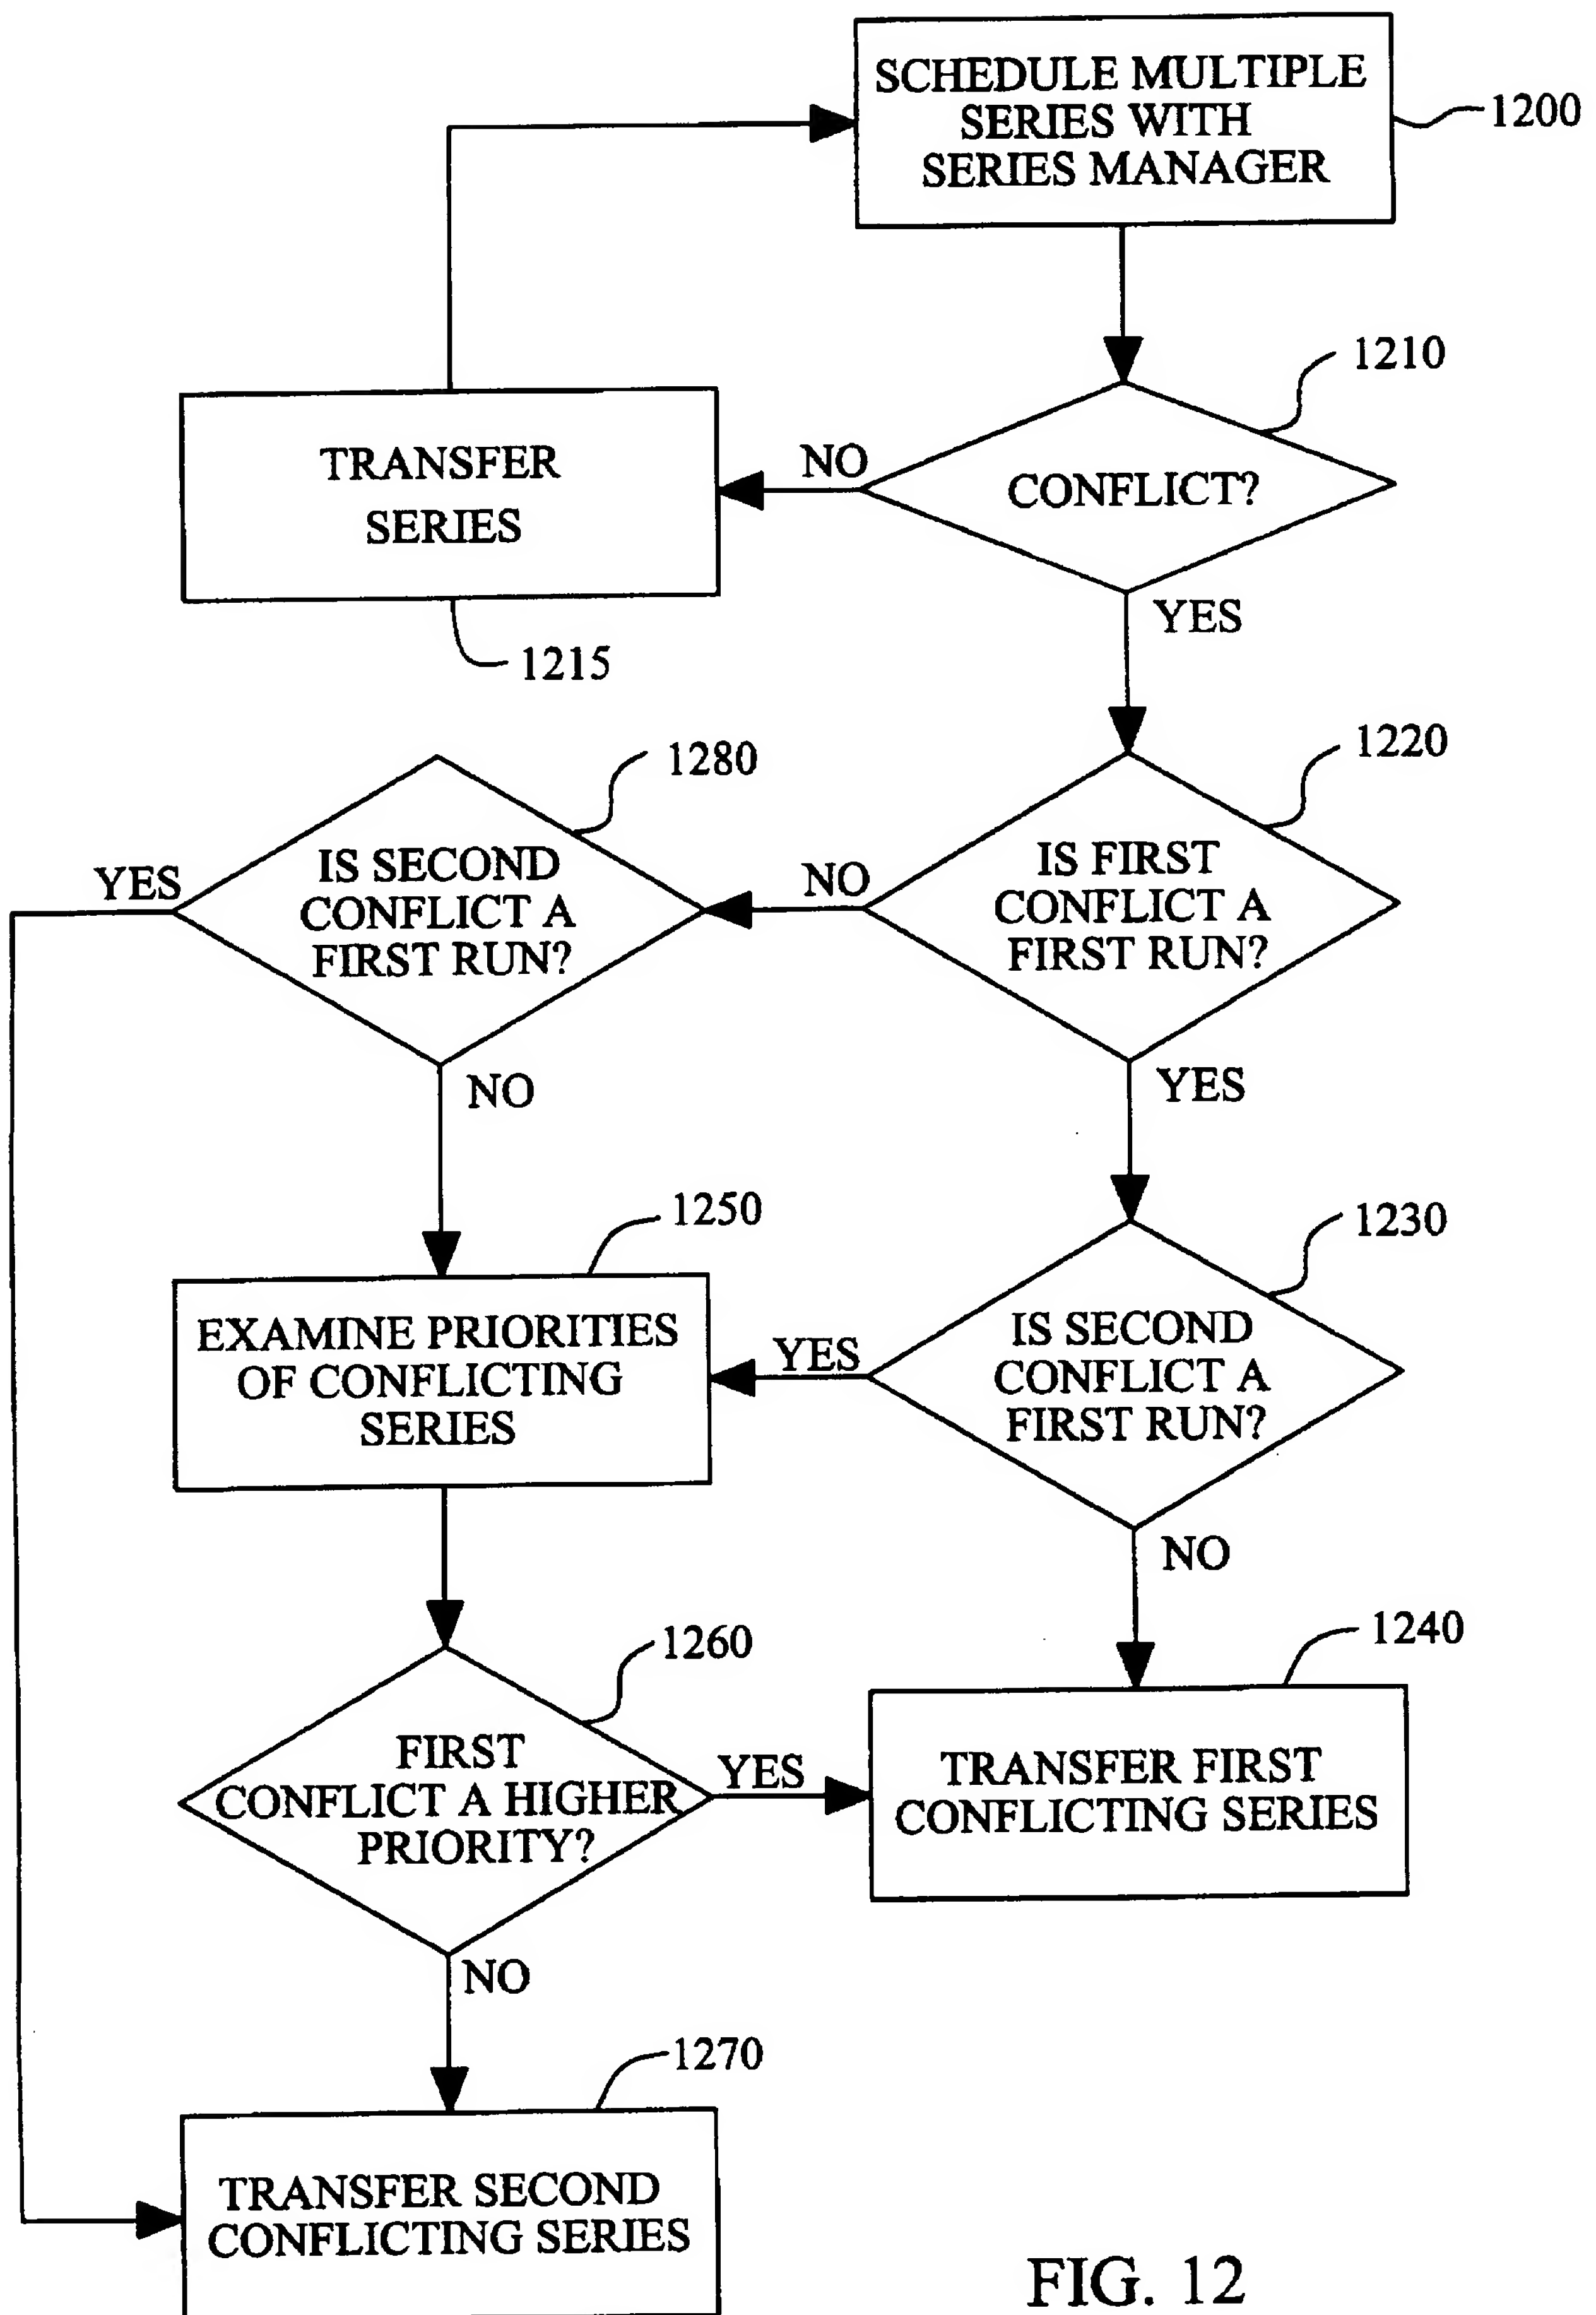 SCHEDULE MULTIPLE
SERIES WITH
SERIES MANAGER
1200
1210
CONFLICT?
NO
TRANSFER
SERIES
1215
YES
1220
IS FIRST
CONFLICT A
FIRST RUN?
NO
1280
IS SECOND
CONFLICT A
FIRST RUN?
YES
NO
YES
1230
IS SECOND
CONFLICT A
FIRST RUN?
YES
1250
EXAMINE PRIORITIES
OF CONFLICTING
SERIES
NO
1260
FIRST
CONFLICT A HIGHER
PRIORITY?
YES
1240
TRANSFER FIRST
CONFLICTING SERIES
NO
1270
TRANSFER SECOND
CONFLICTING SERIES
FIG. 12